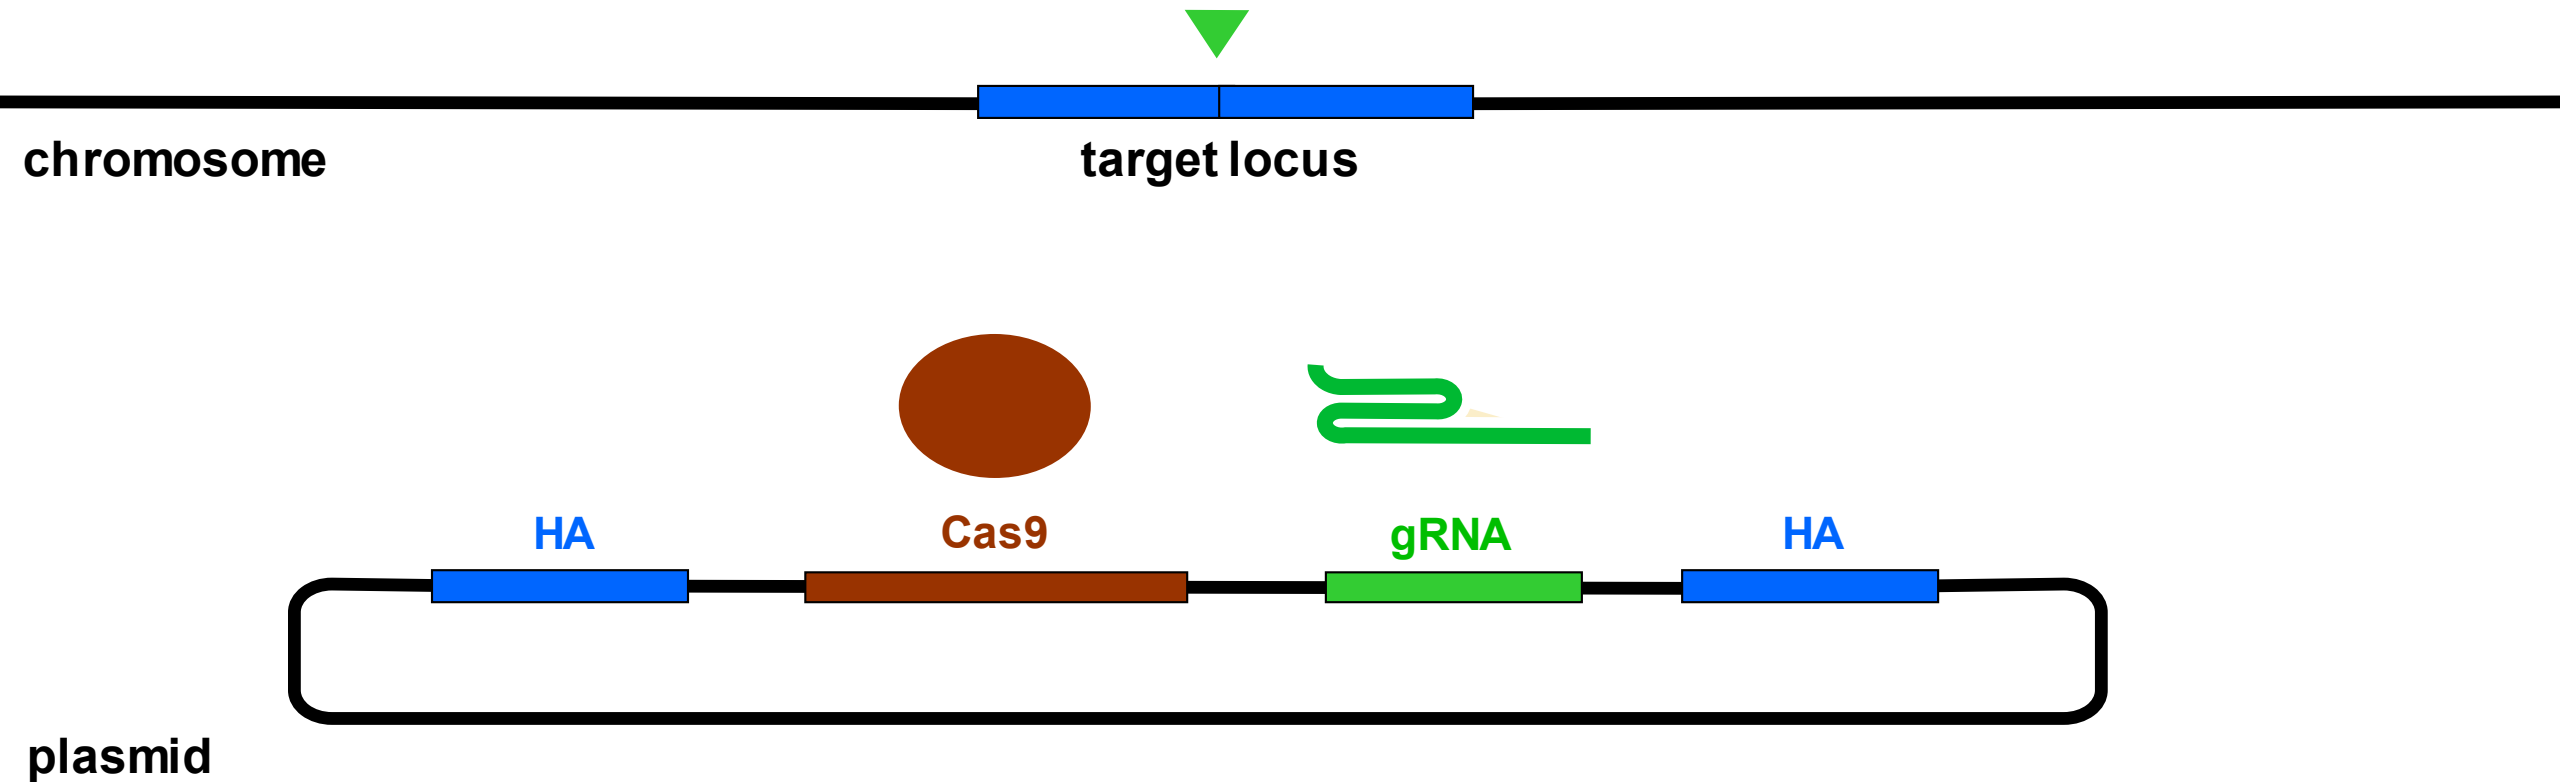 chromosome
target locus
HA
Cas9
gRNA
HA
plasmid